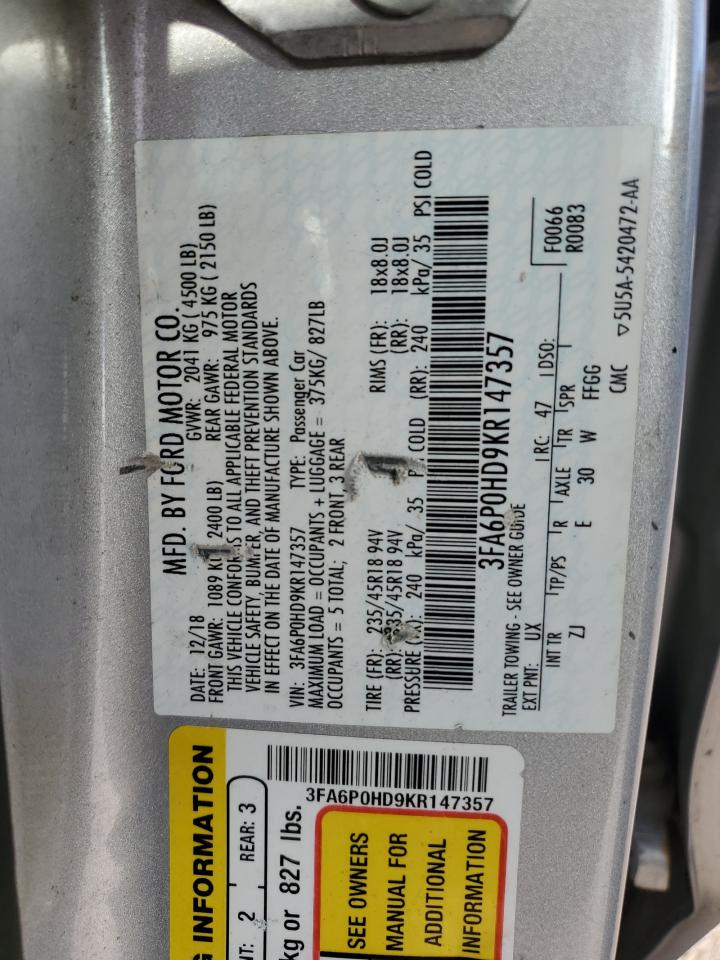 MFD. BY FORD MOTOR CO.
DATE: 12/18 GVWR: 2041 KG ( 4500 LB)
FRONT GAWR: 1089 KG 2400 LB) REAR GAWR: 975 KG ( 2150 LB)
THIS VEHICLE CONFORMS TO ALL APPLICABLE FEDERAL MOTOR
VEHICLE SAFETY, BUMPER, AND THEFT PREVENTION STANDARDS
IN EFFECT ON THE DATE OF MANUFACTURE SHOWN ABOVE.
VIN: 3FA6P0HD9KR147357 TYPE: Passenger Car
MAXIMUM LOAD = OCCUPANTS + LUGGAGE = 375KG/ 827LB
OCCUPANTS = 5 TOTAL; 2 FRONT 3 REAR
TIRE (FR): 235/45R18 94V RIMS (FR): 18x8.0J
(RR): 235/45R18 94V (RR): 18x8.0J
PRESSURE 240 kPa/ 35 PSI COLD (RR): 240 kPa/ 35 PSI COLD
3FA6P0HD9KR147357
TRAILER TOWING - SEE OWNER GUIDE
EXT PNT: UX RC: 47 DSO: F0066
R0083
INT TR TP/PS R AXLE TR SPR
ZJ E 30 W FFGG
CMC ▽5U5A-5420472-AA
G INFORMATION
NT: 2 REAR: 3
kg or 827 lbs.
3FA6P0HD9KR147357
SEE OWNERS
MANUAL FOR
ADDITIONAL
INFORMATION